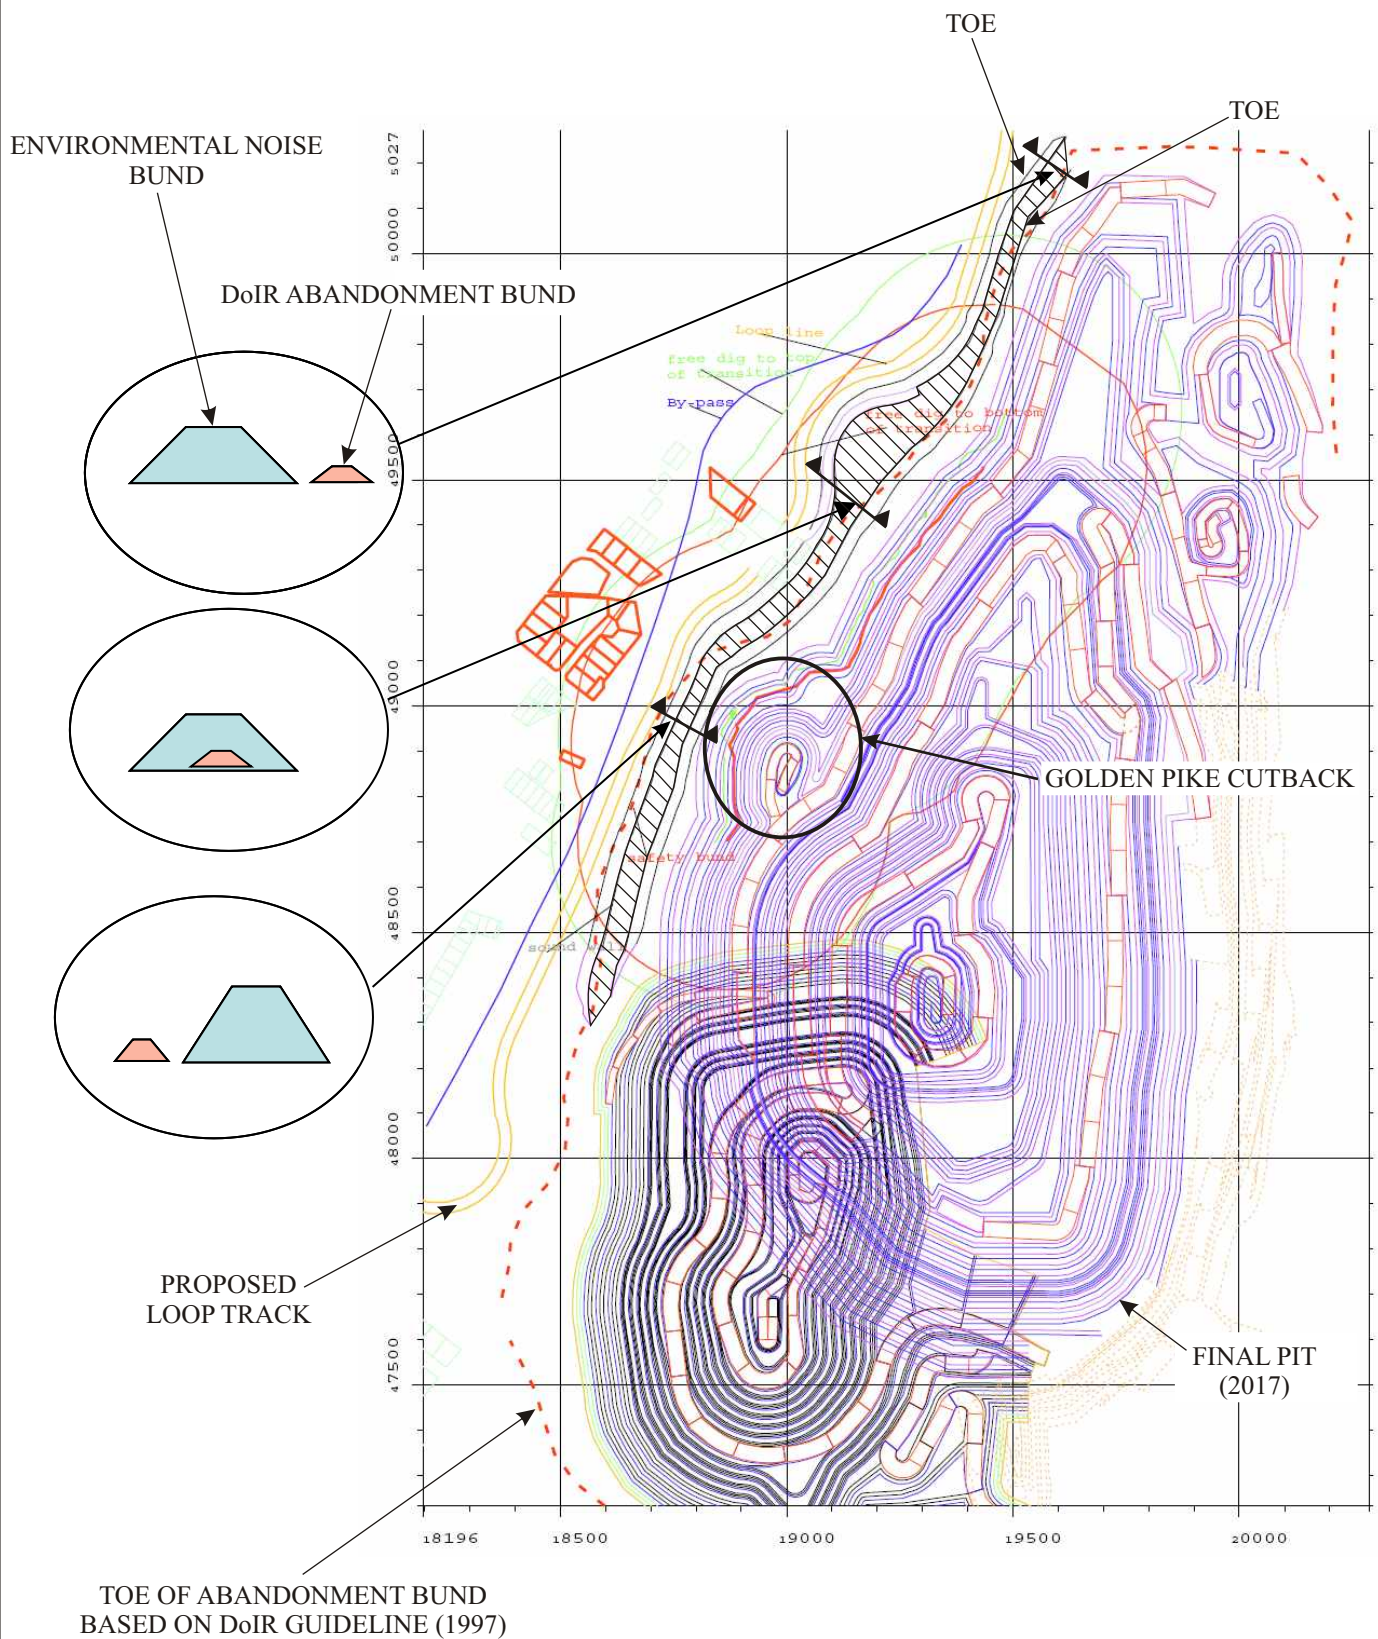 TOE
TOE
ENVIRONMENTAL NOISE
BUND
DoIR ABANDONMENT BUND
5027
50000
49500
49000
48500
48000
47500
Loop line
free dig to top
of transition
By-pass
free dig to bottom
of transition
GOLDEN PIKE CUTBACK
safety bund
sound wall
PROPOSED
LOOP TRACK
FINAL PIT
(2017)
18196
18500
19000
19500
20000
TOE OF ABANDONMENT BUND
BASED ON DoIR GUIDELINE (1997)